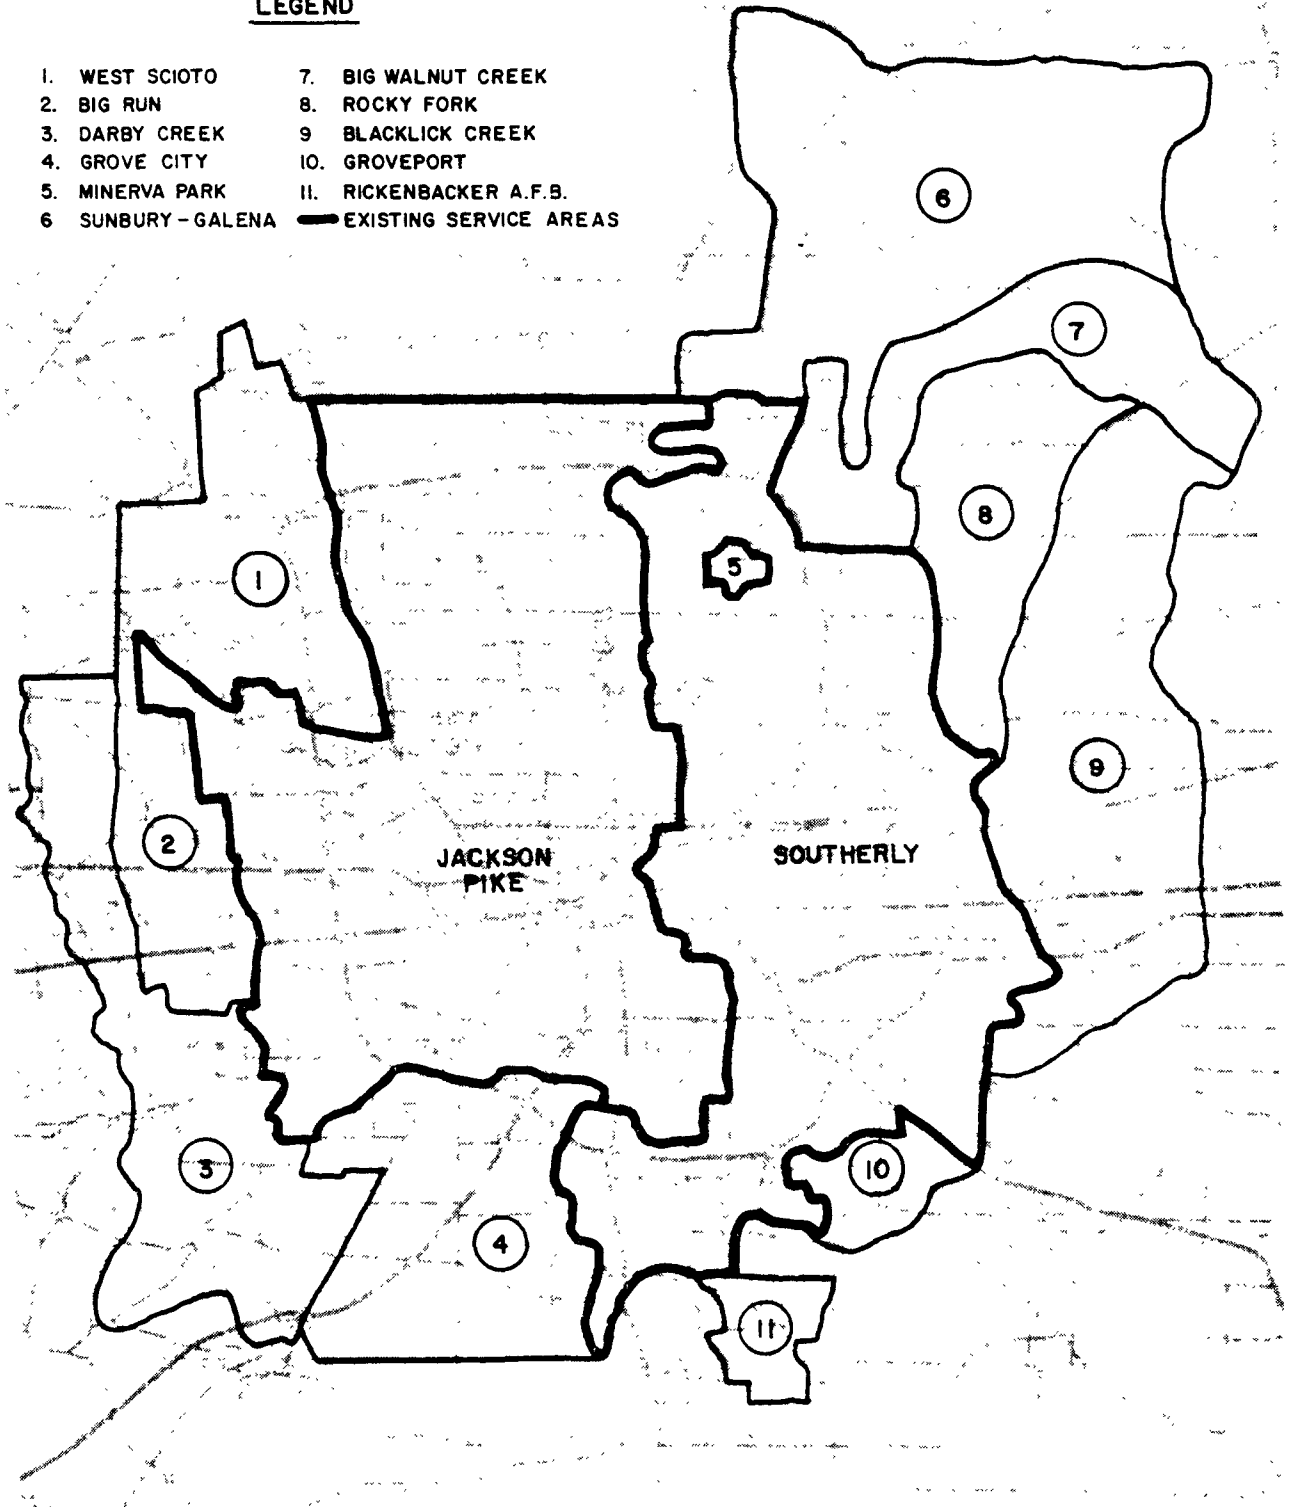 LEGEND
1. WEST SCIOTO
2. BIG RUN
3. DARBY CREEK
4. GROVE CITY
5. MINERVA PARK
6 SUNBURY-GALENA
7. BIG WALNUT CREEK
8. ROCKY FORK
9 BLACKLICK CREEK
10. GROVEPORT
11. RICKENBACKER A.F.B.
EXISTING SERVICE AREAS
6
7
8
1
5
9
2
JACKSON
PIKE
SOUTHERLY
3
10
4
11